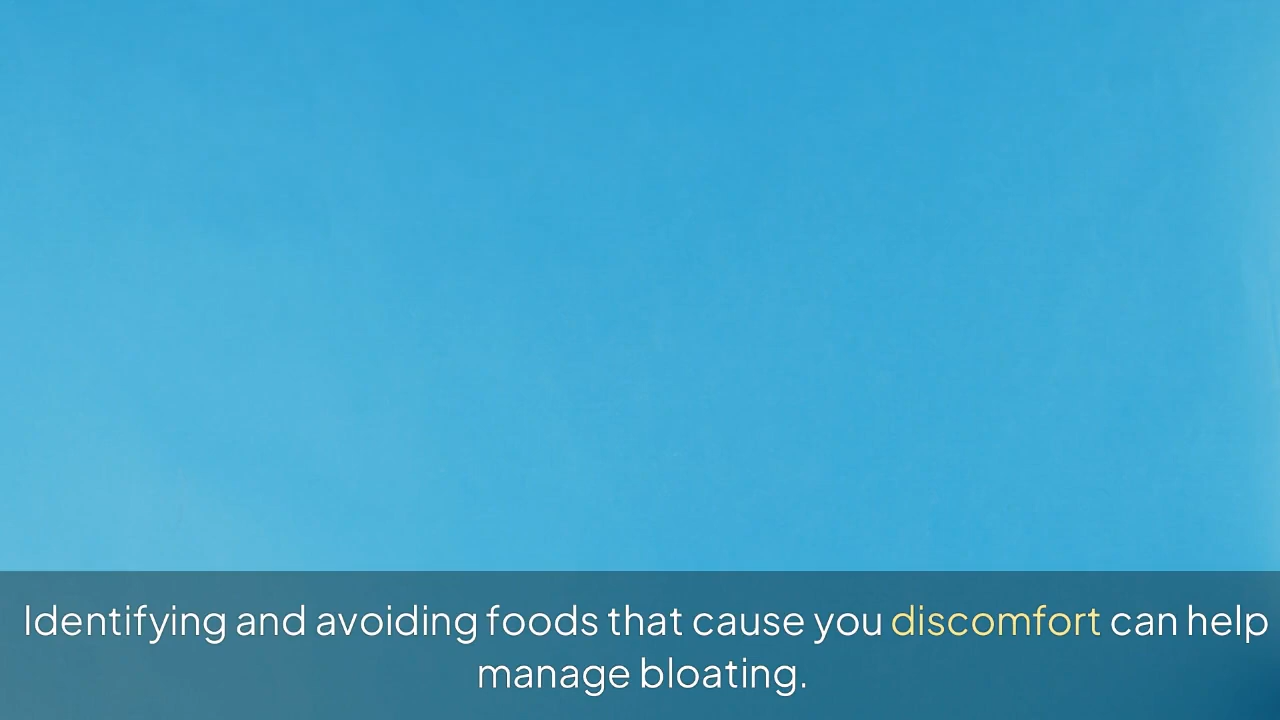 Identifying and avoiding foods that cause you discomfort can help
manage bloating.